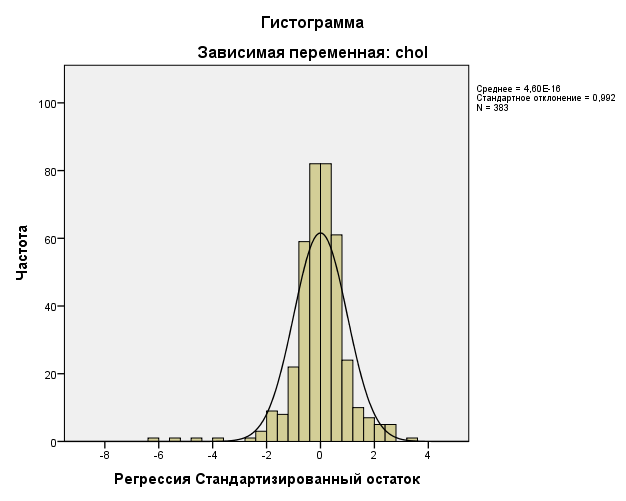 Гистограмма
Зависимая переменная: chol
Среднее = 4,60E-16
Стандартное отклонение = 0,992
N = 383
Частота
100
80
60
40
20
0
-8 -6 -4 -2 0 2 4
Регрессия Стандартизированный остаток